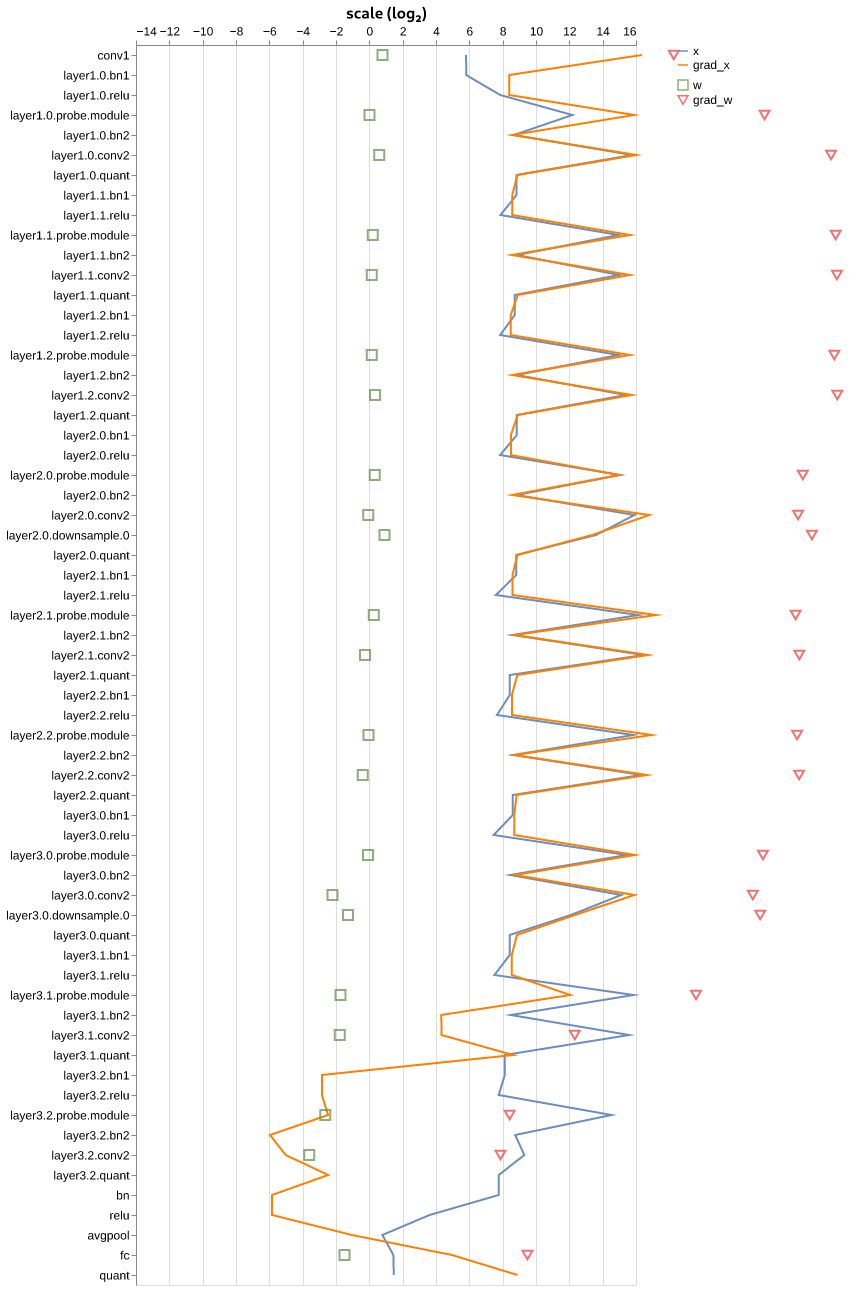 scale (log₂)
−14 −12 −10 −8 −6 −4 −2 0 2 4 6 8 10 12 14 16
conv1
x
grad_x
layer1.0.bn1
w
layer1.0.relu
grad_w
layer1.0.probe.module
layer1.0.bn2
layer1.0.conv2
layer1.0.quant
layer1.1.bn1
layer1.1.relu
layer1.1.probe.module
layer1.1.bn2
layer1.1.conv2
layer1.1.quant
layer1.2.bn1
layer1.2.relu
layer1.2.probe.module
layer1.2.bn2
layer1.2.conv2
layer1.2.quant
layer2.0.bn1
layer2.0.relu
layer2.0.probe.module
layer2.0.bn2
layer2.0.conv2
layer2.0.downsample.0
layer2.0.quant
layer2.1.bn1
layer2.1.relu
layer2.1.probe.module
layer2.1.bn2
layer2.1.conv2
layer2.1.quant
layer2.2.bn1
layer2.2.relu
layer2.2.probe.module
layer2.2.bn2
layer2.2.conv2
layer2.2.quant
layer3.0.bn1
layer3.0.relu
layer3.0.probe.module
layer3.0.bn2
layer3.0.conv2
layer3.0.downsample.0
layer3.0.quant
layer3.1.bn1
layer3.1.relu
layer3.1.probe.module
layer3.1.bn2
layer3.1.conv2
layer3.1.quant
layer3.2.bn1
layer3.2.relu
layer3.2.probe.module
layer3.2.bn2
layer3.2.conv2
layer3.2.quant
bn
relu
avgpool
fc
quant